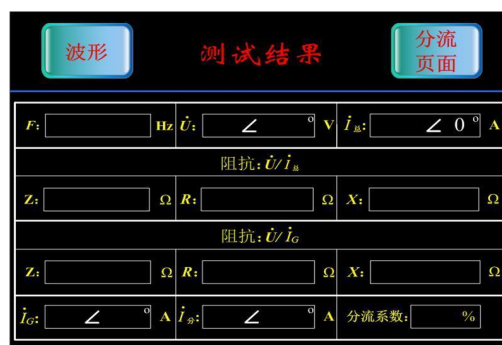 波形
测试结果
分流
页面
F: Hz U̇: ∠ ° V İ总: ∠ 0 ° A
阻抗:U̇/İ总
Z: Ω R: Ω X: Ω
阻抗:U̇/İG
Z: Ω R: Ω X: Ω
İG: ∠ ° A İ分: ∠ ° A 分流系数: %